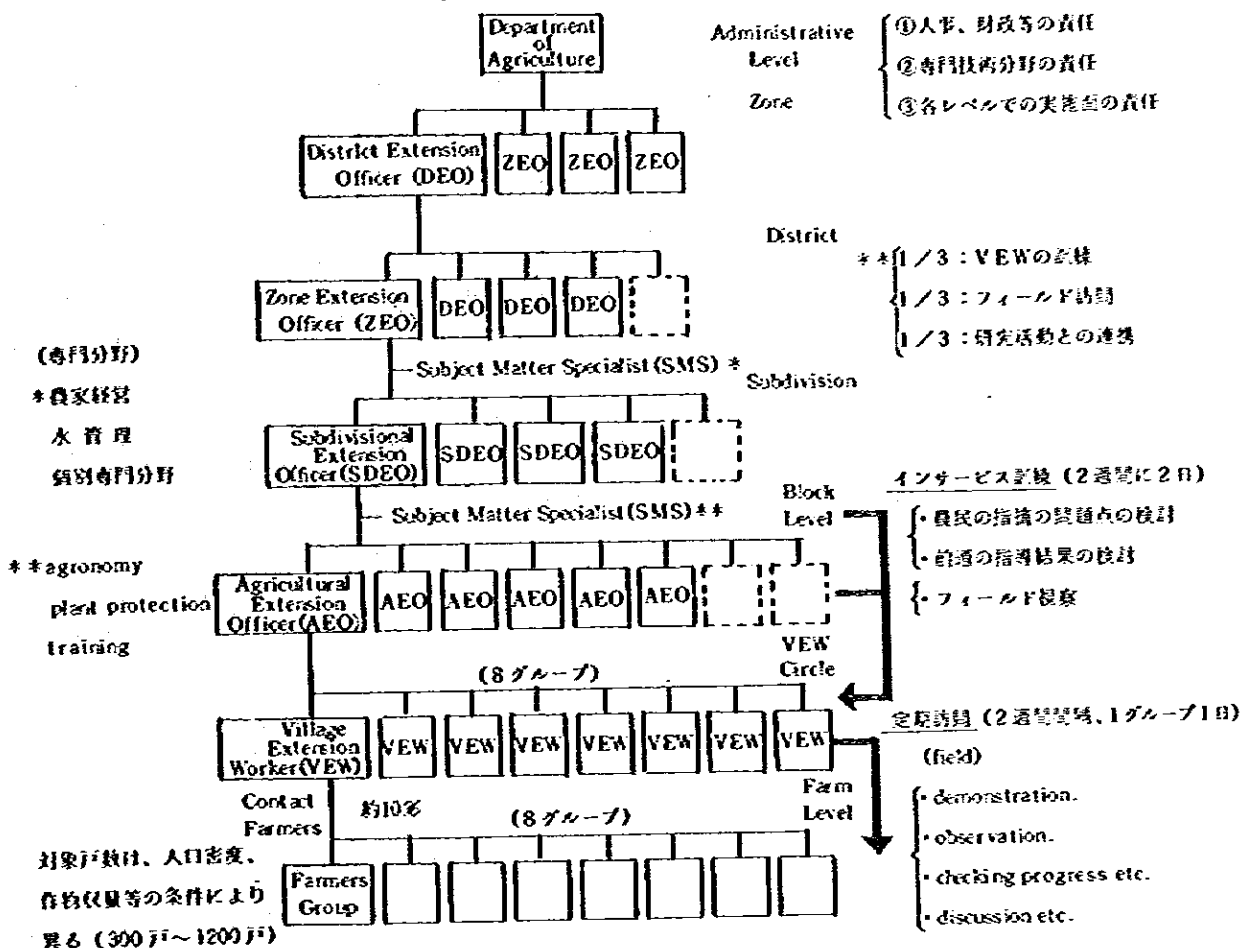 Department
of
Agriculture
Administrative
Level
Zone
①人事、財政等の責任
②専門技術分野の責任
③各レベルでの実施面の責任
District Extension
Officer (DEO)
ZEO
ZEO
ZEO
District
**
1/3:VEWの訓練
1/3:フィールド訪問
1/3:研究活動との連携
Zone Extension
Officer (ZEO)
DEO
DEO
DEO
(専門分野)
*農家経営
水管理
個別専門分野
Subject Matter Specialist (SMS) *
Subdivision
Subdivisional
Extension
Officer (SDEO)
SDEO
SDEO
SDEO
Subject Matter Specialist (SMS) **
Block
Level
インサービス訓練 (2週間に2日)
・農民の指摘の問題点の検討
・前週の指導結果の検討
・フィールド視察
**agronomy
plant protection
training
Agricultural
Extension
Officer (AEO)
AEO
AEO
AEO
AEO
AEO
VEW
Circle
(8グループ)
Village
Extension
Worker (VEW)
VEW
VEW
VEW
VEW
VEW
VEW
VEW
定期訪問 (2週間間隔、1グループ1日)
(field)
・demonstration.
・observation.
・checking progress etc.
・discussion etc.
Contact
Farmers
約10%
(8グループ)
Farm
Level
Farmers
Group
対象戸数は、人口密度、
作物収量等の条件により
異る (300戸~1200戸)